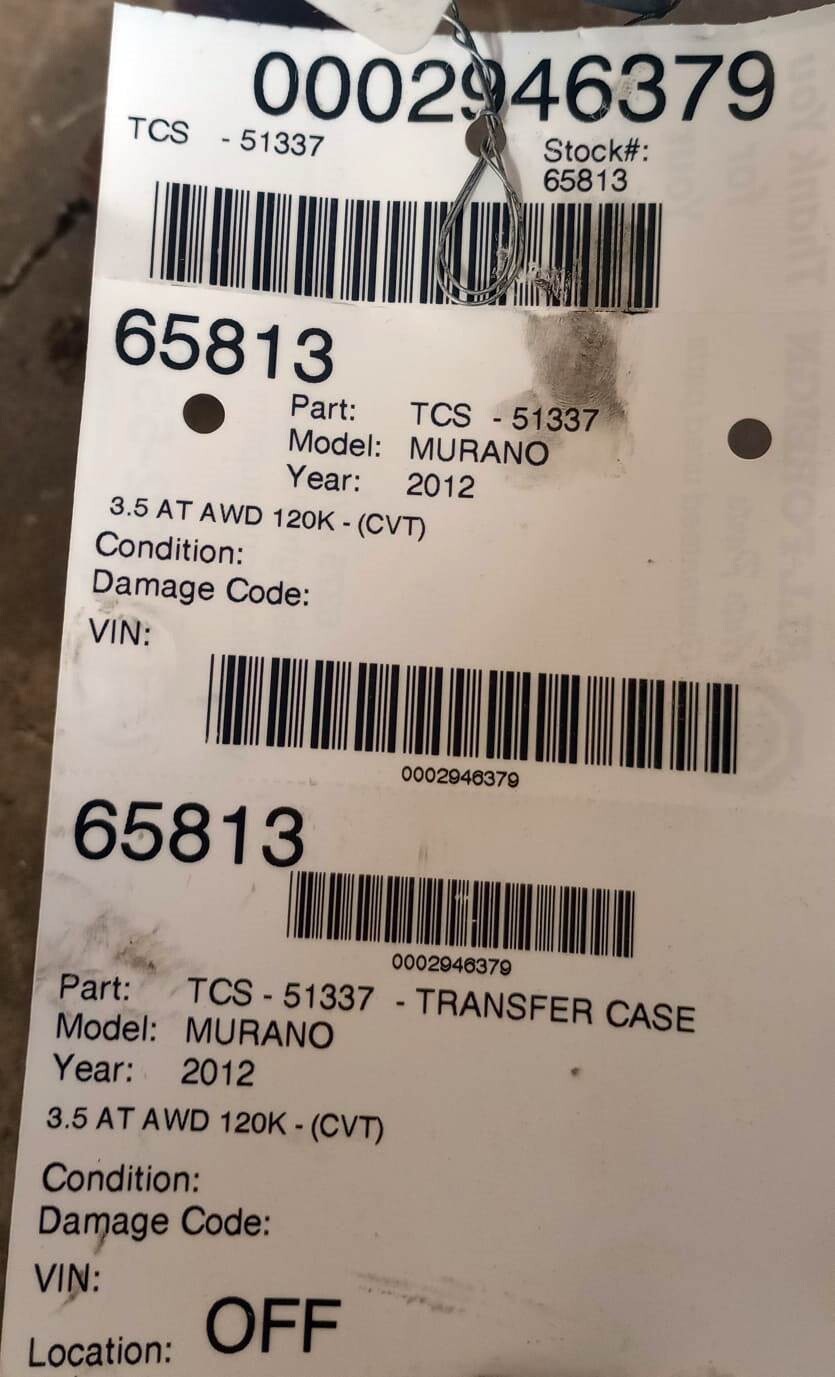 0002946379
TCS - 51337
Stock#:
65813
65813
Part: TCS - 51337
Model: MURANO
Year: 2012
3.5 AT AWD 120K - (CVT)
Condition:
Damage Code:
VIN:
0002946379
65813
0002946379
Part: TCS - 51337 - TRANSFER CASE
Model: MURANO
Year: 2012
3.5 AT AWD 120K - (CVT)
Condition:
Damage Code:
VIN:
Location: OFF